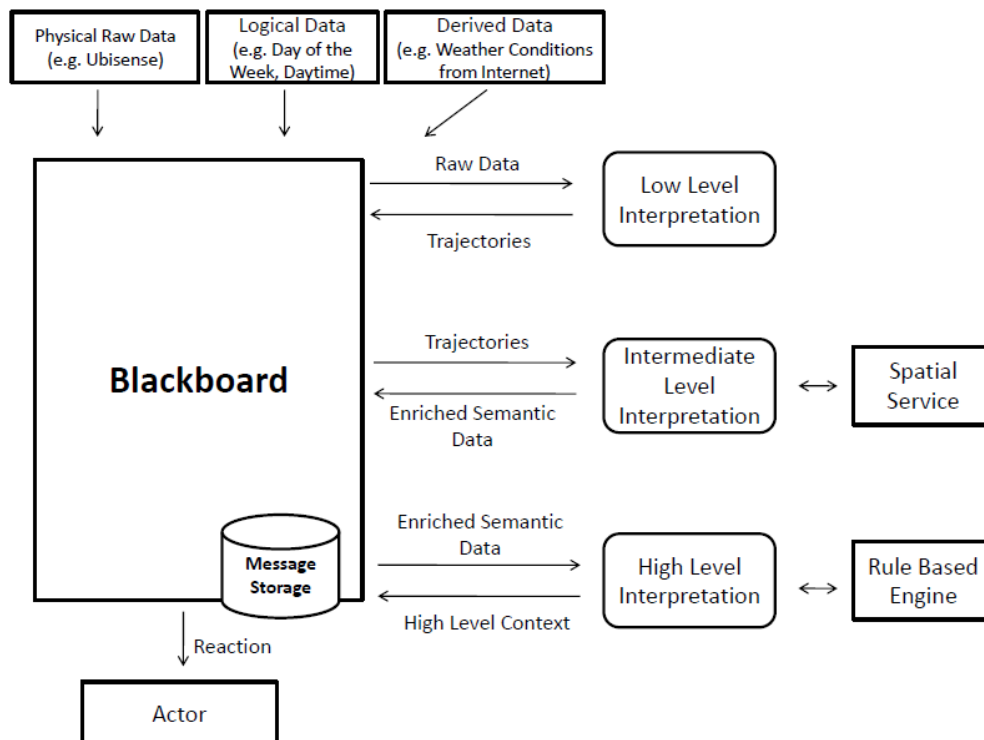 Physical Raw Data
(e.g. Ubisense)
Logical Data
(e.g. Day of the
Week, Daytime)
Derived Data
(e.g. Weather Conditions
from Internet)
Raw Data
Trajectories
Low Level
Interpretation
Blackboard
Trajectories
Enriched Semantic
Data
Intermediate
Level
Interpretation
Spatial
Service
Message
Storage
Enriched Semantic
Data
High Level Context
High Level
Interpretation
Rule Based
Engine
Reaction
Actor